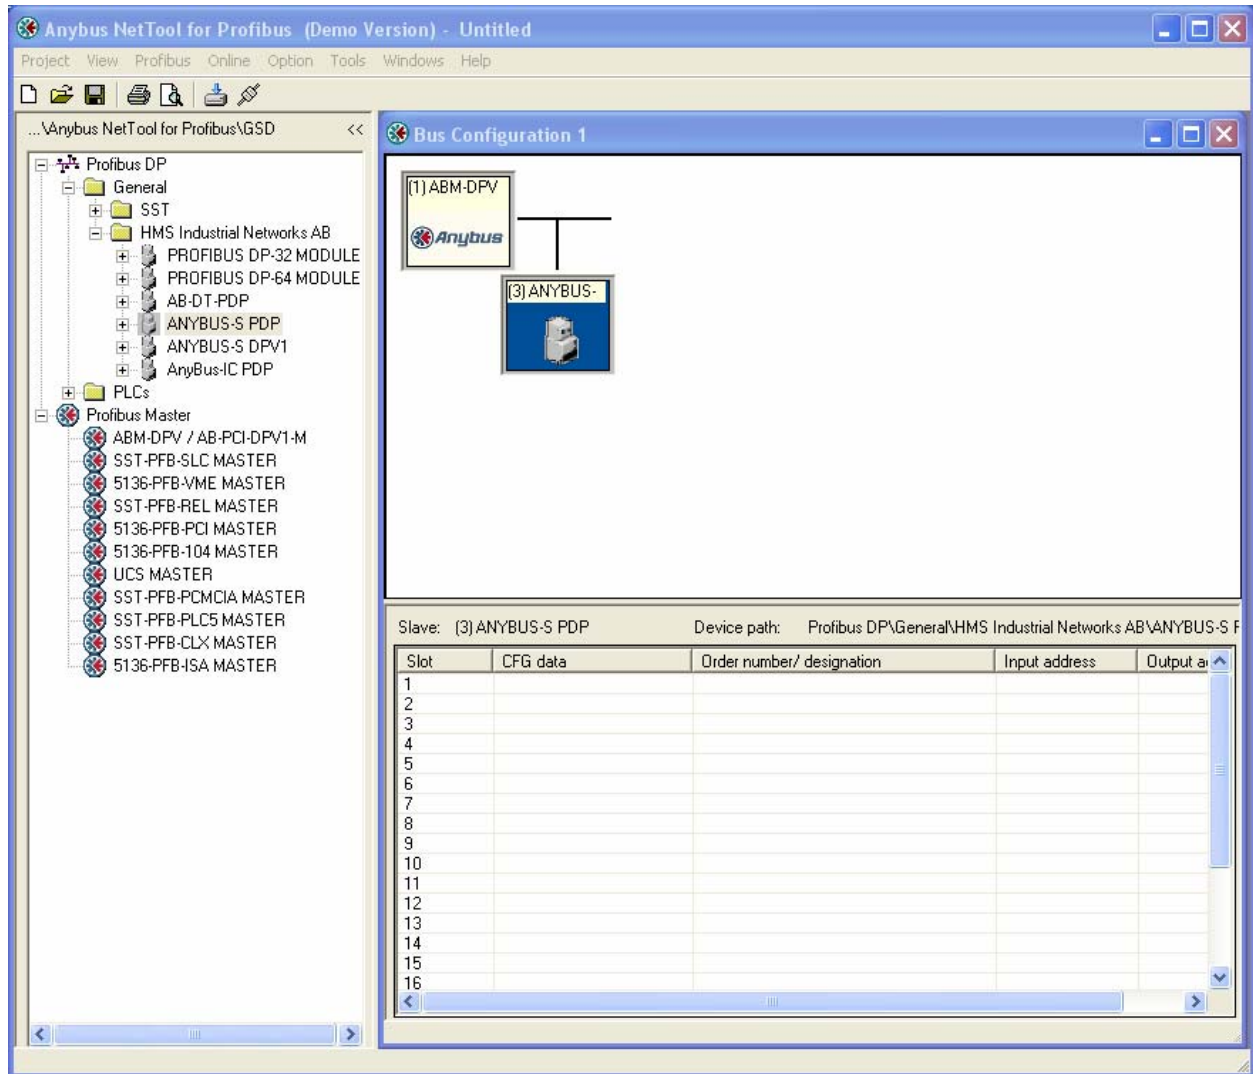 Anybus NetTool for Profibus (Demo Version) - Untitled
Project View Profibus Online Option Tools Windows Help
...\Anybus NetTool for Profibus\GSD <<
Profibus DP
General
SST
HMS Industrial Networks AB
PROFIBUS DP-32 MODULE
PROFIBUS DP-64 MODULE
AB-DT-PDP
ANYBUS-S PDP
ANYBUS-S DPV1
AnyBus-IC PDP
PLCs
Profibus Master
ABM-DPV / AB-PCI-DPV1-M
SST-PFB-SLC MASTER
5136-PFB-VME MASTER
SST-PFB-REL MASTER
5136-PFB-PCI MASTER
5136-PFB-104 MASTER
UCS MASTER
SST-PFB-PCMCIA MASTER
SST-PFB-PLC5 MASTER
SST-PFB-CLX MASTER
5136-PFB-ISA MASTER
Bus Configuration 1
(1) ABM-DPV
Anybus
(3) ANYBUS-
Slave: (3) ANYBUS-S PDP Device path: Profibus DP\General\HMS Industrial Networks AB\ANYBUS-S P
Slot CFG data Order number/ designation Input address Output a
1
2
3
4
5
6
7
8
9
10
11
12
13
14
15
16